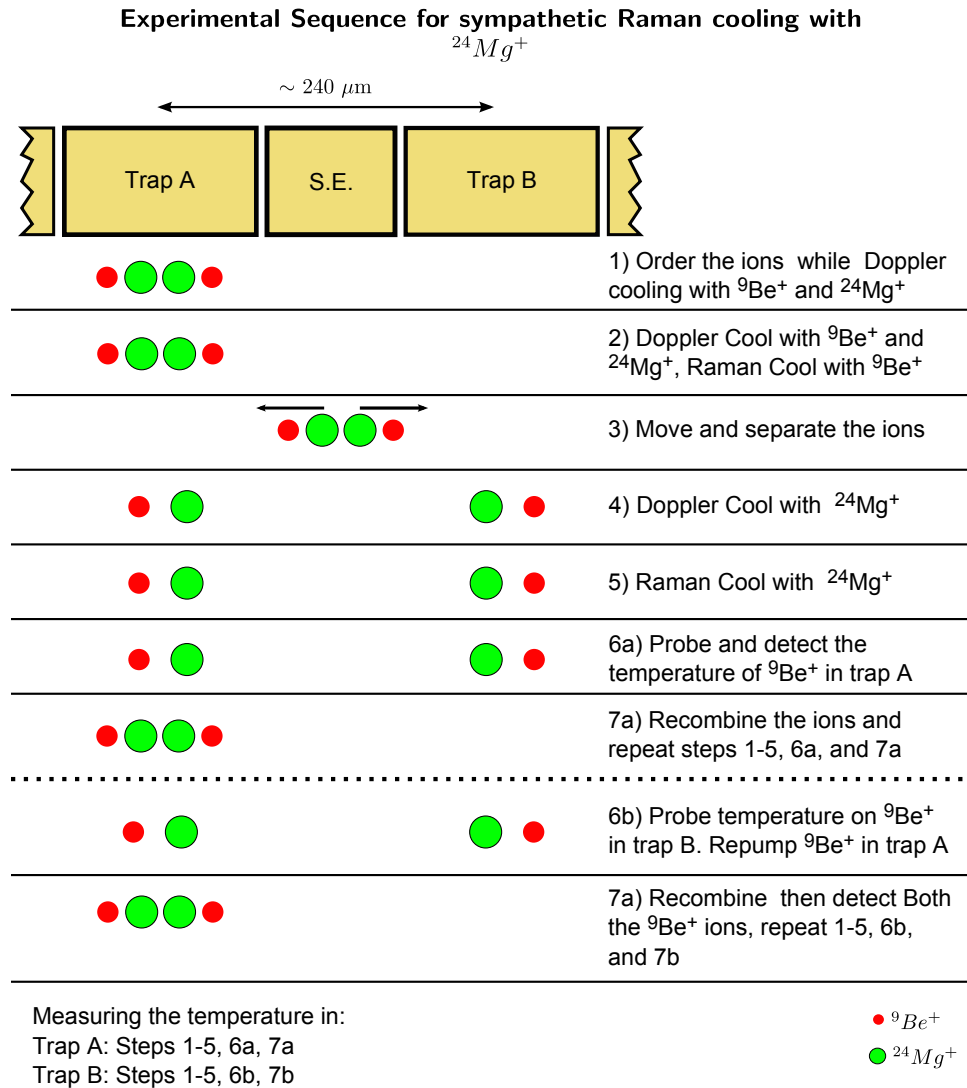 Experimental Sequence for sympathetic Raman cooling with
²⁴Mg⁺
∼ 240 μm
Trap A
S.E.
Trap B
1) Order the ions while Doppler
cooling with ⁹Be⁺ and ²⁴Mg⁺
2) Doppler Cool with ⁹Be⁺ and
²⁴Mg⁺, Raman Cool with ⁹Be⁺
3) Move and separate the ions
4) Doppler Cool with ²⁴Mg⁺
5) Raman Cool with ²⁴Mg⁺
6a) Probe and detect the
temperature of ⁹Be⁺ in trap A
7a) Recombine the ions and
repeat steps 1-5, 6a, and 7a
6b) Probe temperature on ⁹Be⁺
in trap B. Repump ⁹Be⁺ in trap A
7a) Recombine then detect Both
the ⁹Be⁺ ions, repeat 1-5, 6b,
and 7b
Measuring the temperature in:
Trap A: Steps 1-5, 6a, 7a
Trap B: Steps 1-5, 6b, 7b
⁹Be⁺
²⁴Mg⁺